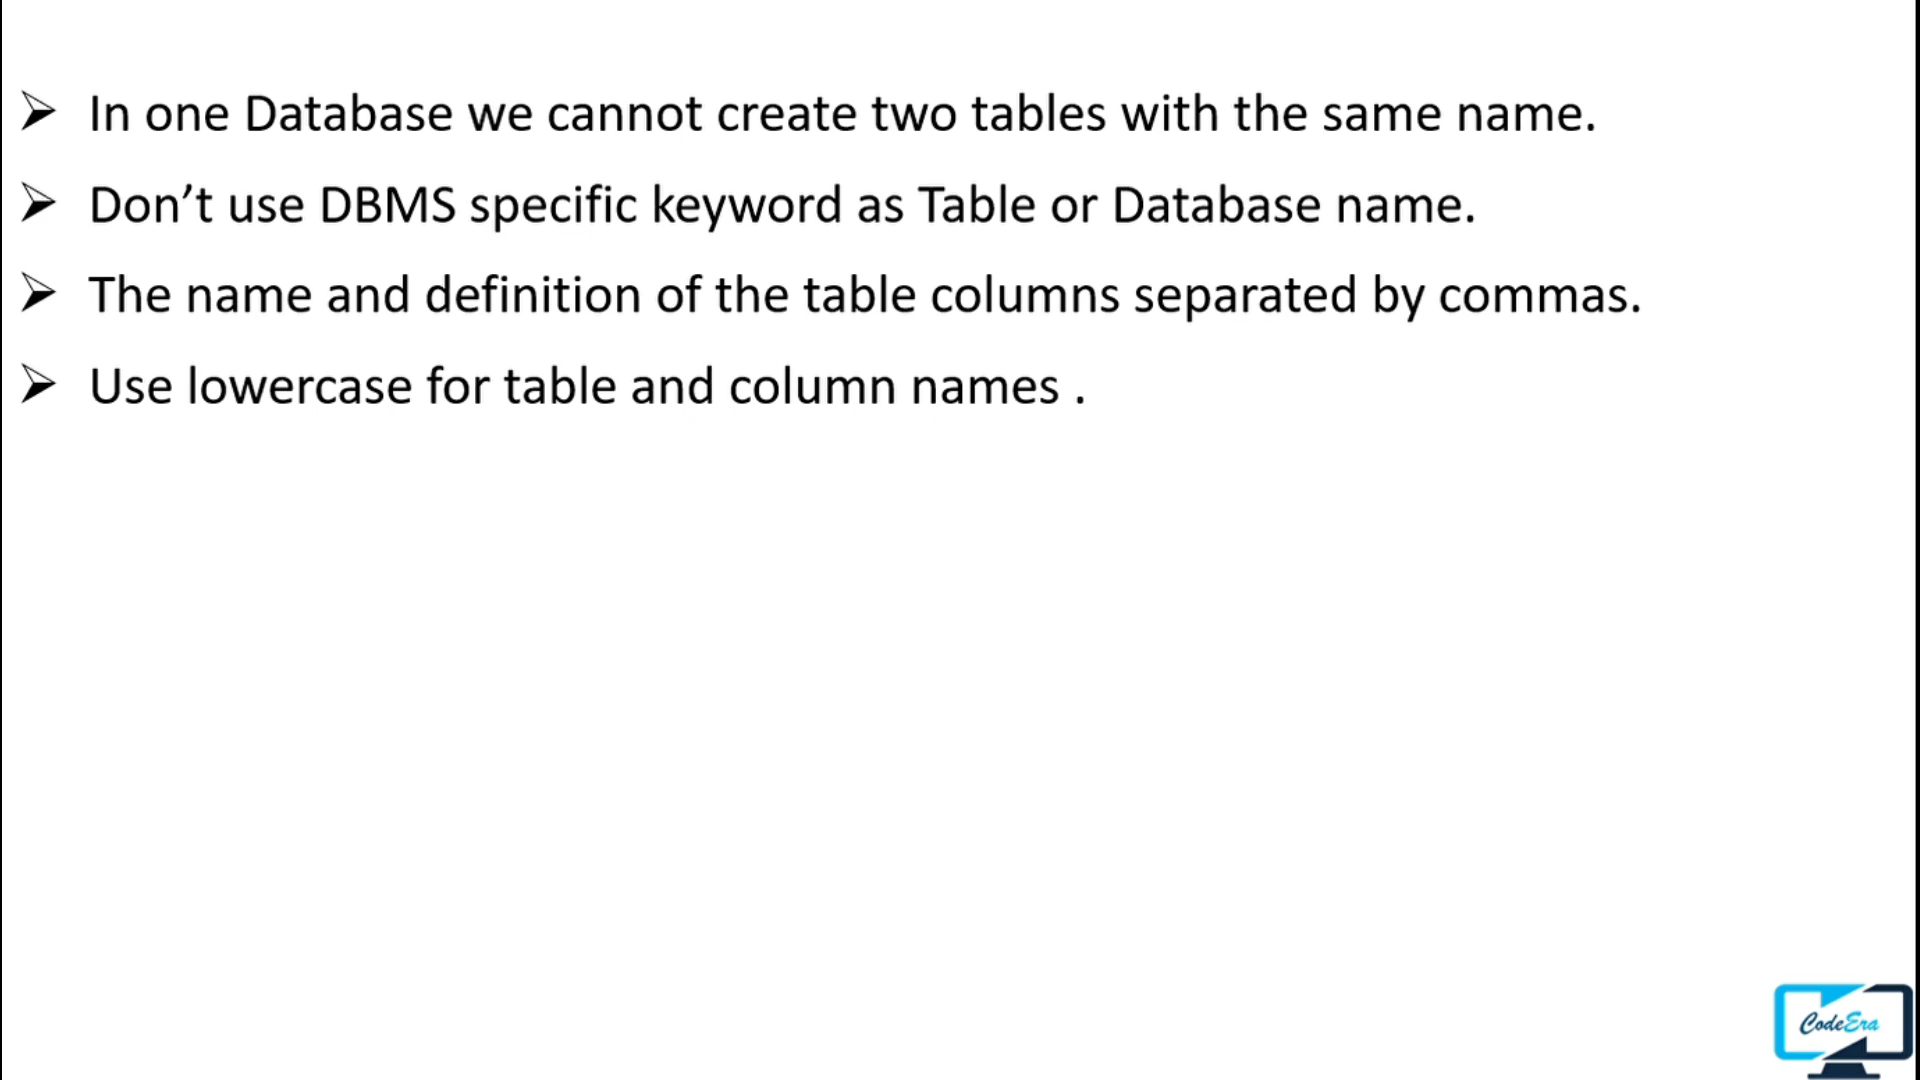 In one Database we cannot create two tables with the same name.
Don’t use DBMS specific keyword as Table or Database name.
The name and definition of the table columns separated by commas.
Use lowercase for table and column names .
CodeEra